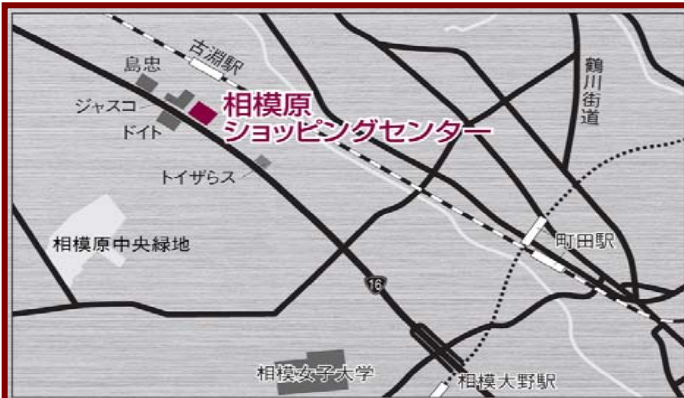 古淵駅
島忠
鶴川街道
ジャスコ
相模原
ショッピングセンター
ドイト
トイザらス
町田駅
相模原中央緑地
16
相模女子大学
相模大野駅